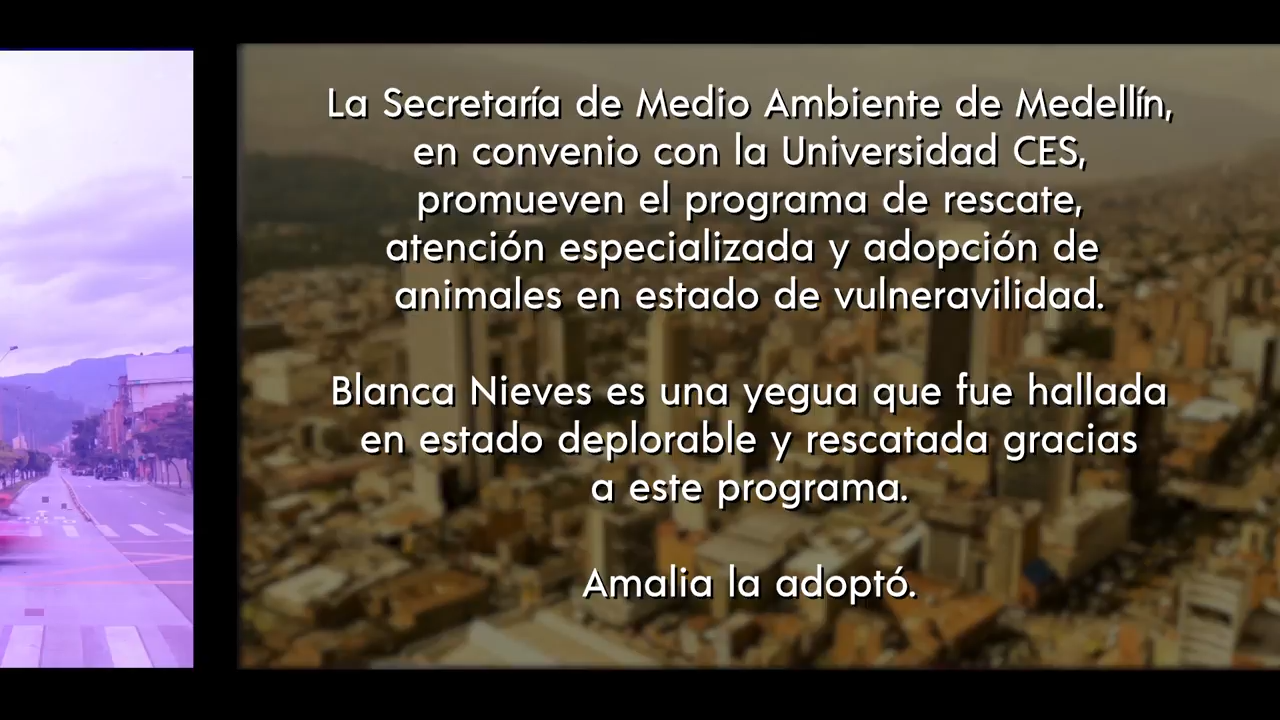 La Secretaría de Medio Ambiente de Medellín,
en convenio con la Universidad CES,
promueven el programa de rescate,
atención especializada y adopción de
animales en estado de vulneravilidad.
Blanca Nieves es una yegua que fue hallada
en estado deplorable y rescatada gracias
a este programa.
Amalia la adoptó.